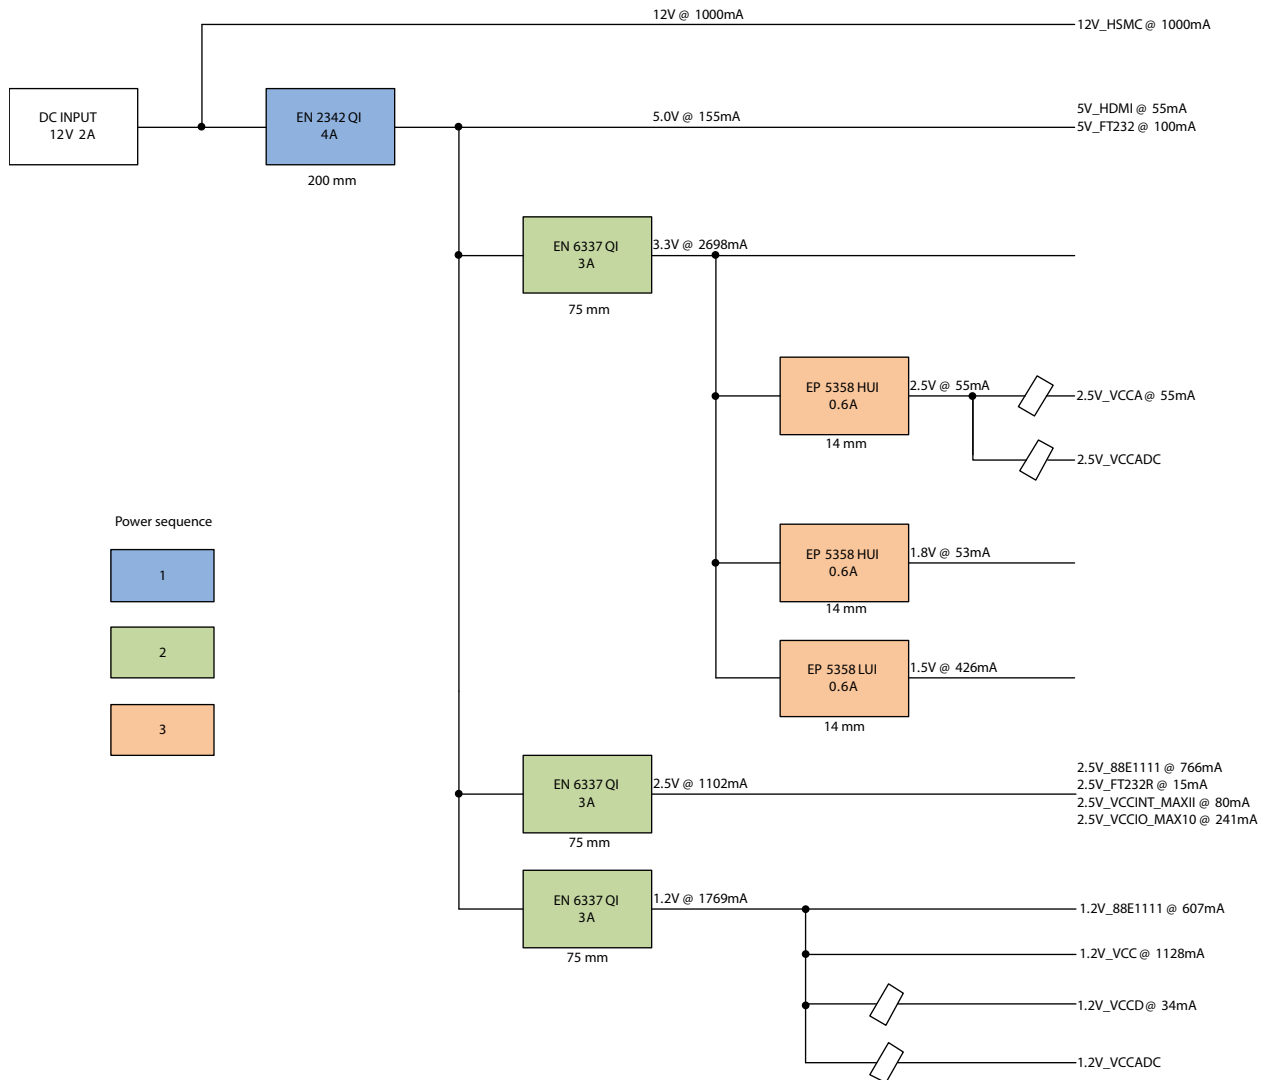 12V @ 1000mA
12V_HSMC @ 1000mA
DC INPUT
12V 2A
EN 2342 QI
4A
200 mm
5.0V @ 155mA
5V_HDMI @ 55mA
5V_FT232 @ 100mA
EN 6337 QI
3A
75 mm
3.3V @ 2698mA
EP 5358 HUI
0.6A
14 mm
2.5V @ 55mA
2.5V_VCCA @ 55mA
2.5V_VCCADC
EP 5358 HUI
0.6A
14 mm
1.8V @ 53mA
EP 5358 LUI
0.6A
14 mm
1.5V @ 426mA
Power sequence
1
2
3
EN 6337 QI
3A
75 mm
2.5V @ 1102mA
2.5V_88E1111 @ 766mA
2.5V_FT232R @ 15mA
2.5V_VCCINT_MAXII @ 80mA
2.5V_VCCIO_MAX10 @ 241mA
EN 6337 QI
3A
75 mm
1.2V @ 1769mA
1.2V_88E1111 @ 607mA
1.2V_VCC @ 1128mA
1.2V_VCCD @ 34mA
1.2V_VCCADC